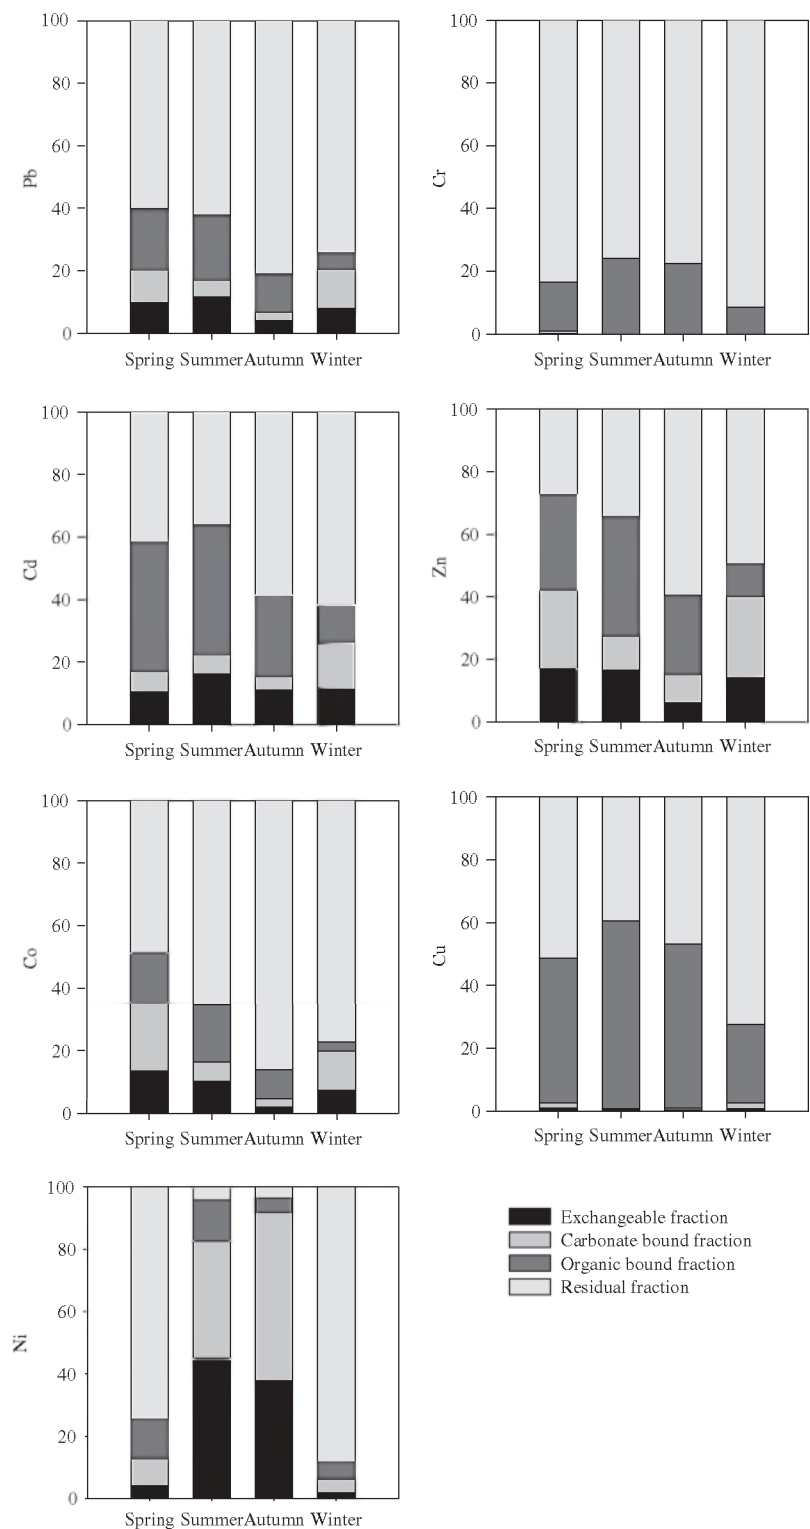 100
80
60
40
20
0
Pb
Spring Summer Autumn Winter
100
80
60
40
20
0
Cr
Spring Summer Autumn Winter
100
80
60
40
20
0
Cd
Spring Summer Autumn Winter
100
80
60
40
20
0
Zn
Spring Summer Autumn Winter
100
80
60
40
20
0
Co
Spring Summer Autumn Winter
100
80
60
40
20
0
Cu
Spring Summer Autumn Winter
100
80
60
40
20
0
Ni
Spring Summer Autumn Winter
Exchangeable fraction
Carbonate bound fraction
Organic bound fraction
Residual fraction